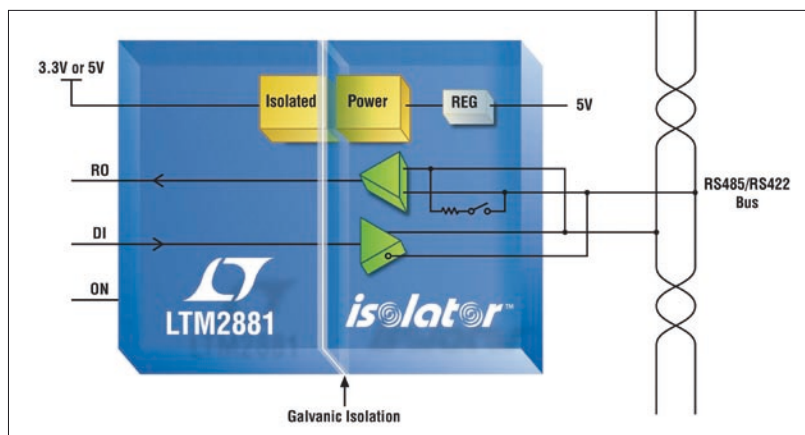 3.3V or 5V
Isolated
Power
REG
5V
RO
RS485/RS422
Bus
DI
ON
LTM2881
isolator™
Galvanic Isolation